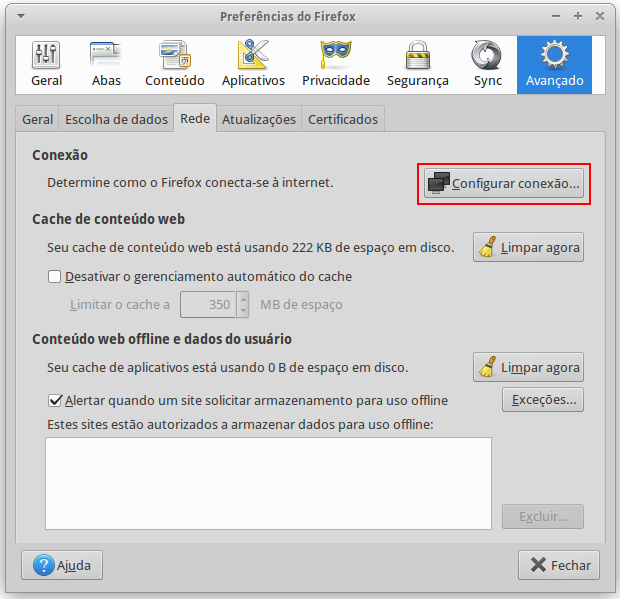 Preferências do Firefox
Geral Abas Conteúdo Aplicativos Privacidade Segurança Sync Avançado
Geral Escolha de dados Rede Atualizações Certificados
Conexão
Determine como o Firefox conecta-se à internet. Configurar conexão...
Cache de conteúdo web
Seu cache de conteúdo web está usando 222 KB de espaço em disco. Limpar agora
Desativar o gerenciamento automático do cache
Limitar o cache a 350 MB de espaço
Conteúdo web offline e dados do usuário
Seu cache de aplicativos está usando 0 B de espaço em disco. Limpar agora
Alertar quando um site solicitar armazenamento para uso offline Exceções...
Estes sites estão autorizados a armazenar dados para uso offline:
Excluir...
Ajuda Fechar